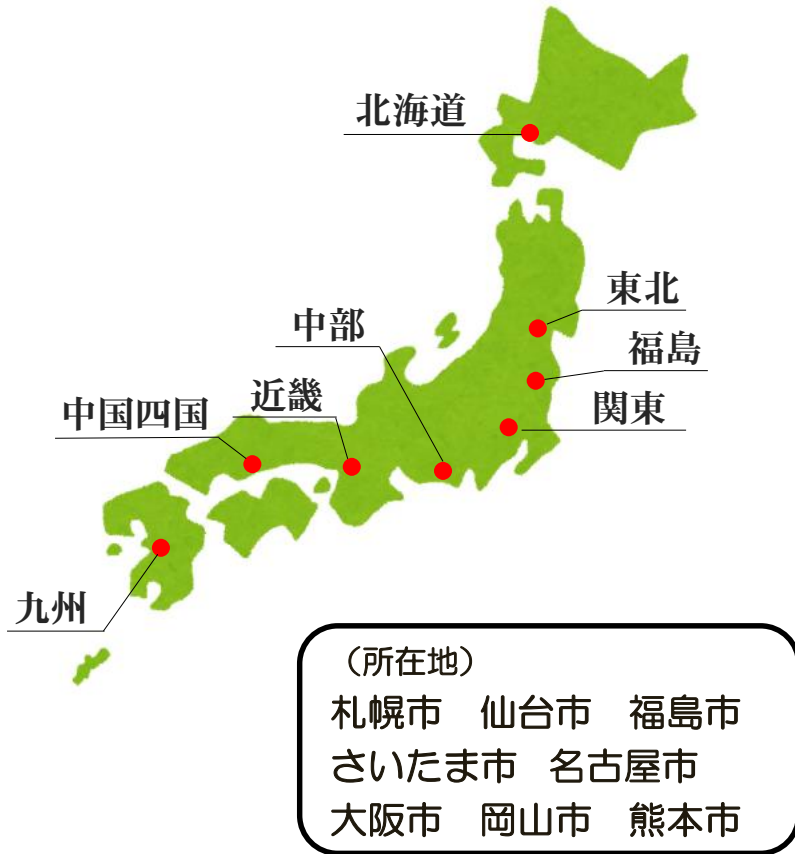 北海道
東北
中部
福島
近畿
関東
中国四国
九州
（所在地）
札幌市　仙台市　福島市
さいたま市　名古屋市
大阪市　岡山市　熊本市